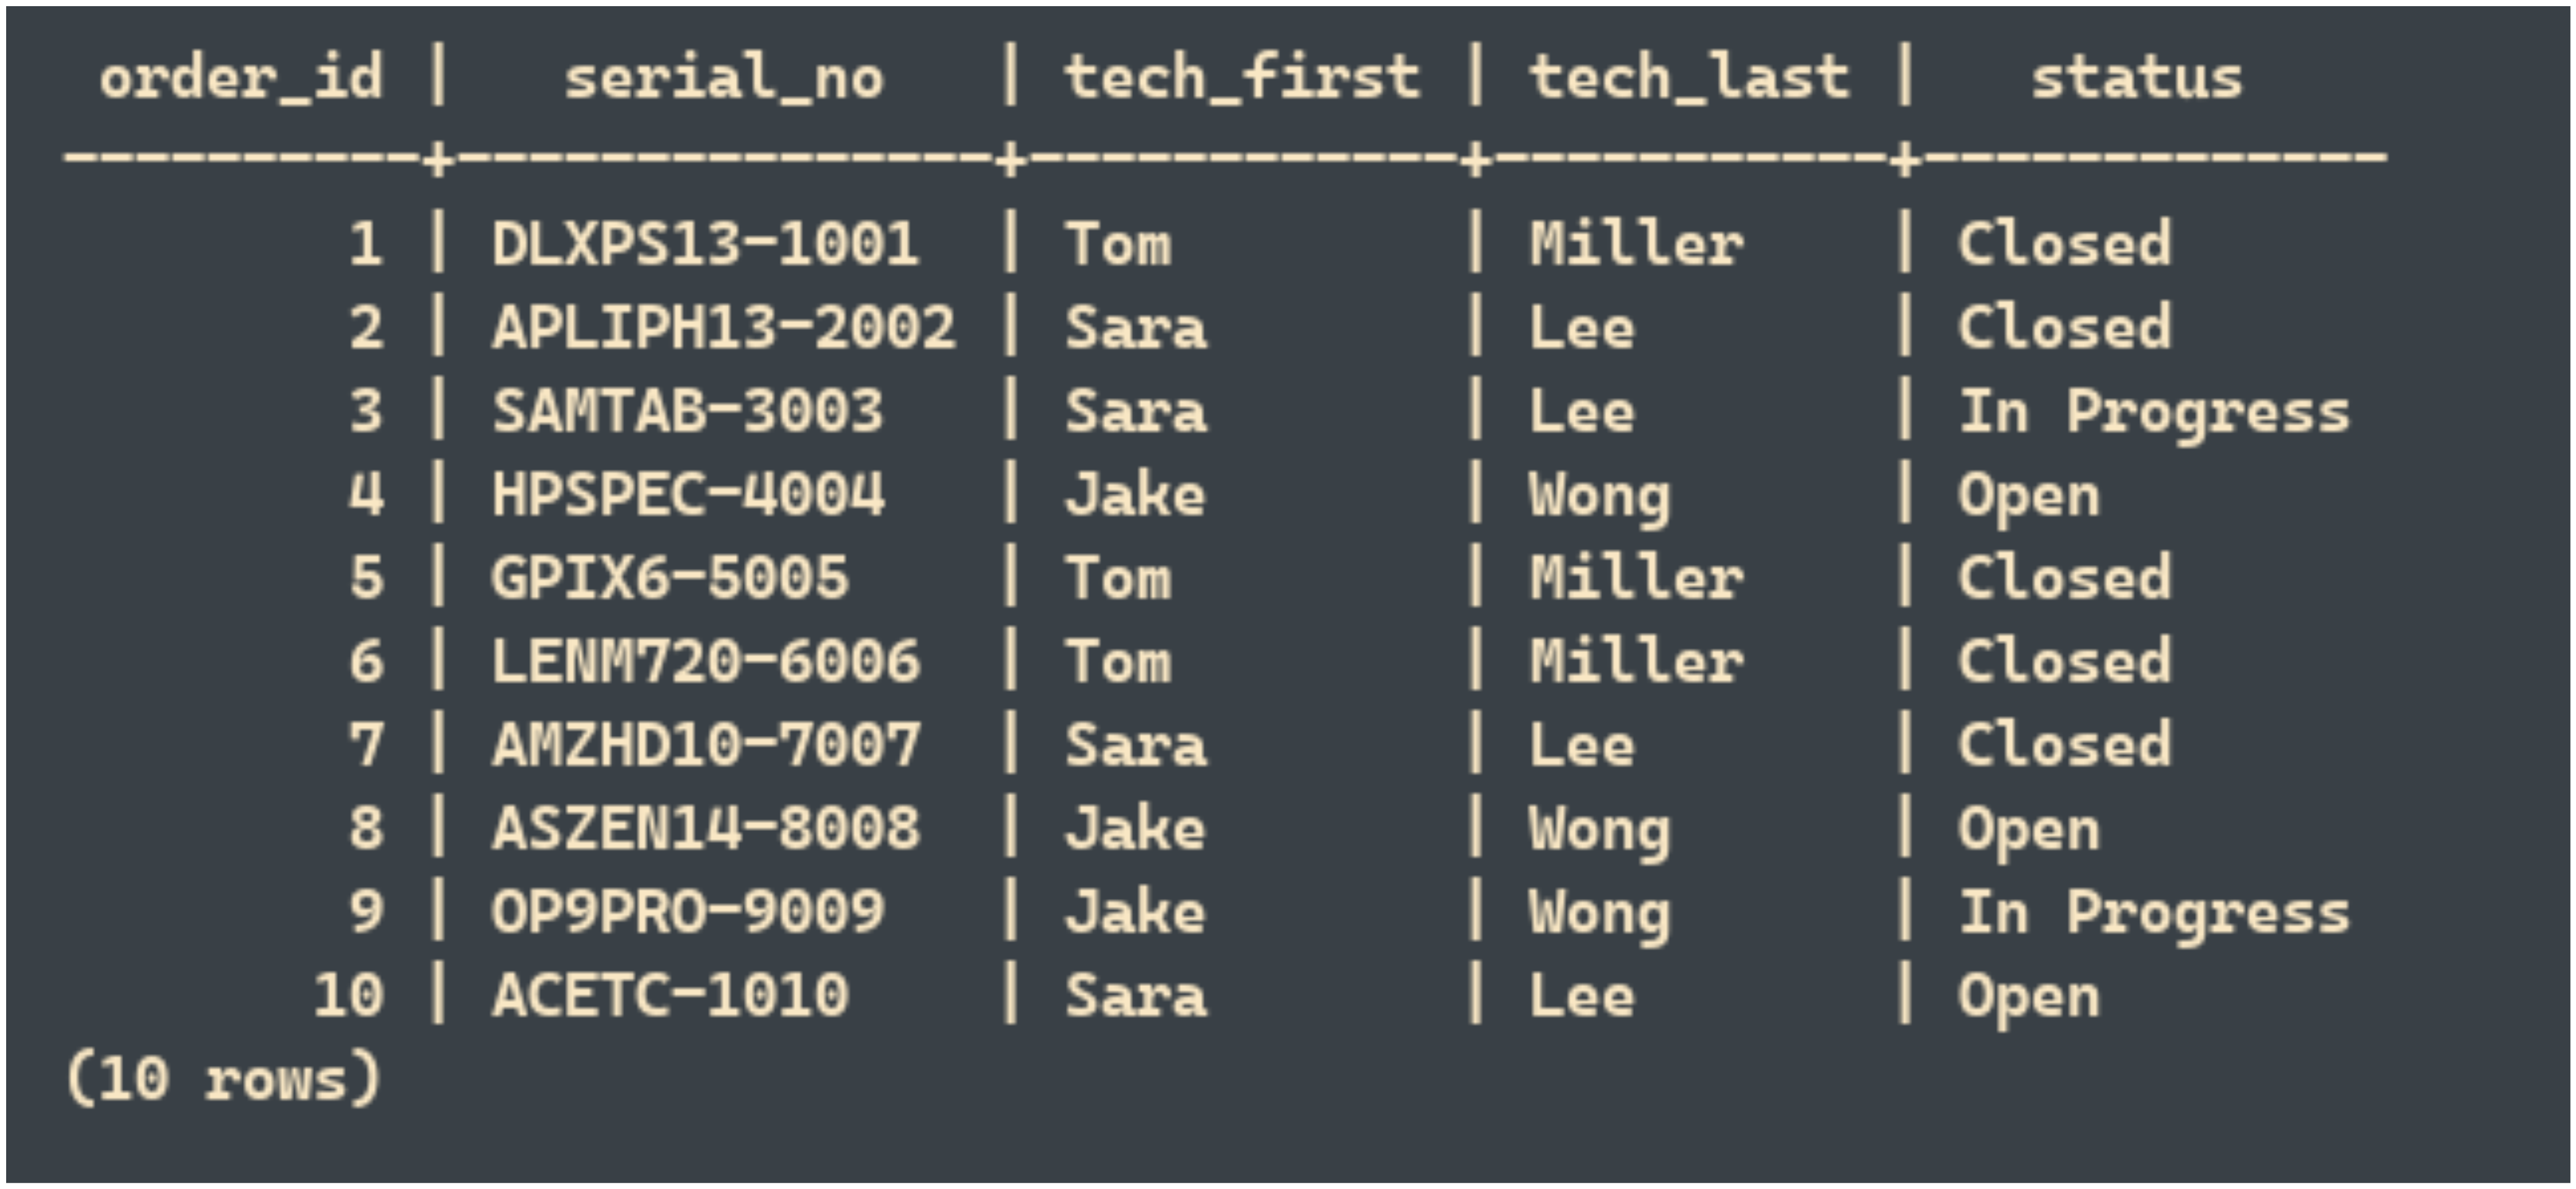 order_id |   serial_no   | tech_first | tech_last |   status
----------+---------------+------------+-----------+-------------
        1 | DLXPS13-1001  | Tom        | Miller    | Closed
        2 | APLIPH13-2002 | Sara       | Lee       | Closed
        3 | SAMTAB-3003   | Sara       | Lee       | In Progress
        4 | HPSPEC-4004   | Jake       | Wong      | Open
        5 | GPIX6-5005    | Tom        | Miller    | Closed
        6 | LENM720-6006  | Tom        | Miller    | Closed
        7 | AMZHD10-7007  | Sara       | Lee       | Closed
        8 | ASZEN14-8008  | Jake       | Wong      | Open
        9 | OP9PRO-9009   | Jake       | Wong      | In Progress
       10 | ACETC-1010    | Sara       | Lee       | Open
(10 rows)